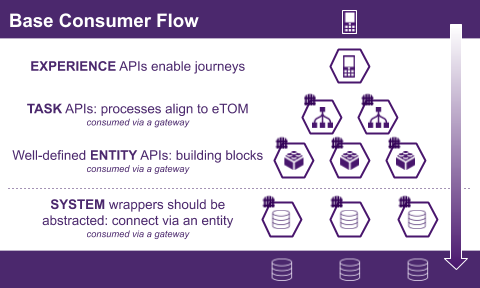 Base Consumer Flow
EXPERIENCE APIs enable journeys
TASK APIs: processes align to eTOM
consumed via a gateway
Well-defined ENTITY APIs: building blocks
consumed via a gateway
SYSTEM wrappers should be
abstracted: connect via an entity
consumed via a gateway